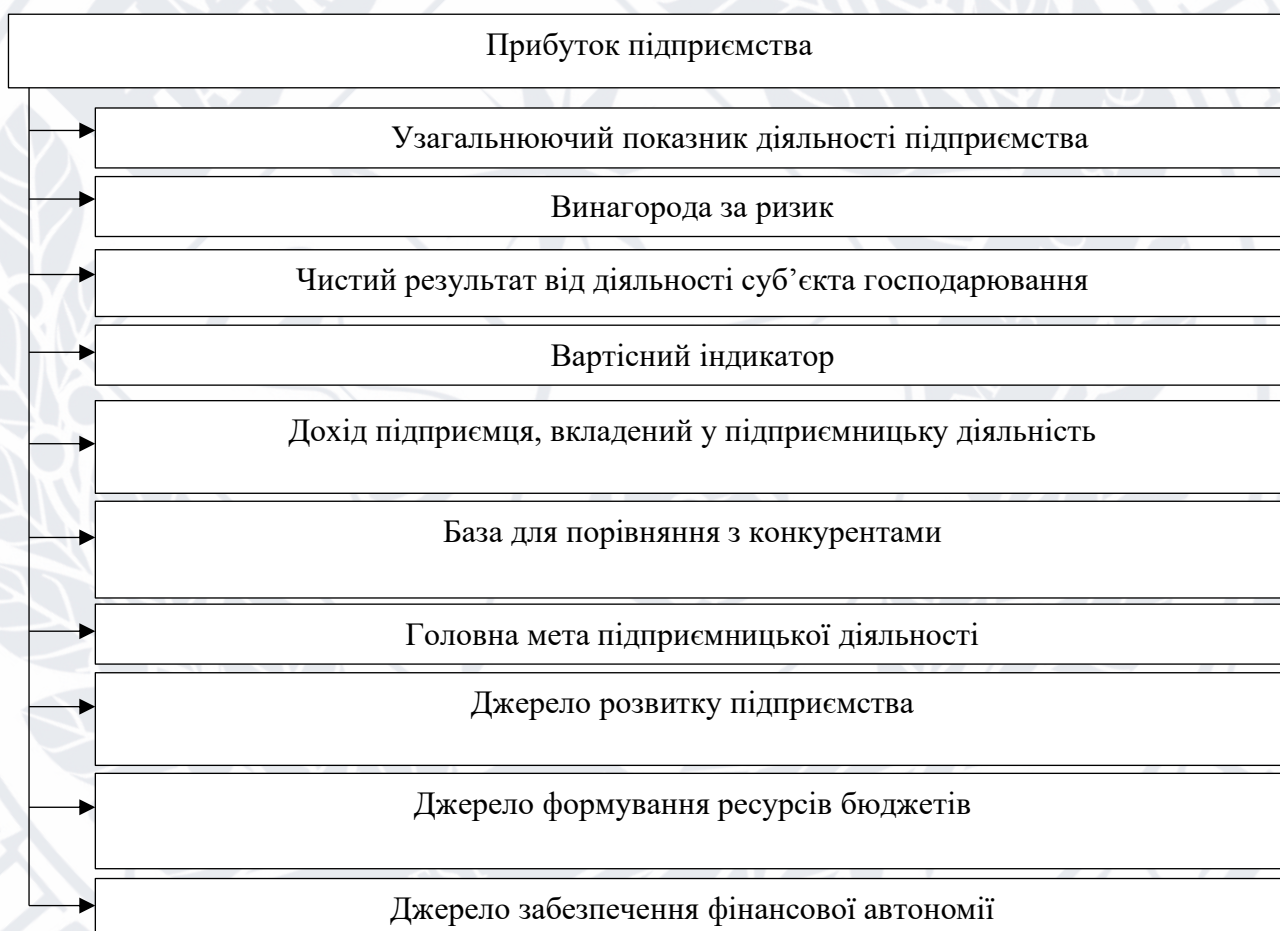 Прибуток підприємства
Узагальнюючий показник діяльності підприємства
Винагорода за ризик
Чистий результат від діяльності суб’єкта господарювання
Вартісний індикатор
Дохід підприємця, вкладений у підприємницьку діяльність
База для порівняння з конкурентами
Головна мета підприємницької діяльності
Джерело розвитку підприємства
Джерело формування ресурсів бюджетів
Джерело забезпечення фінансової автономії